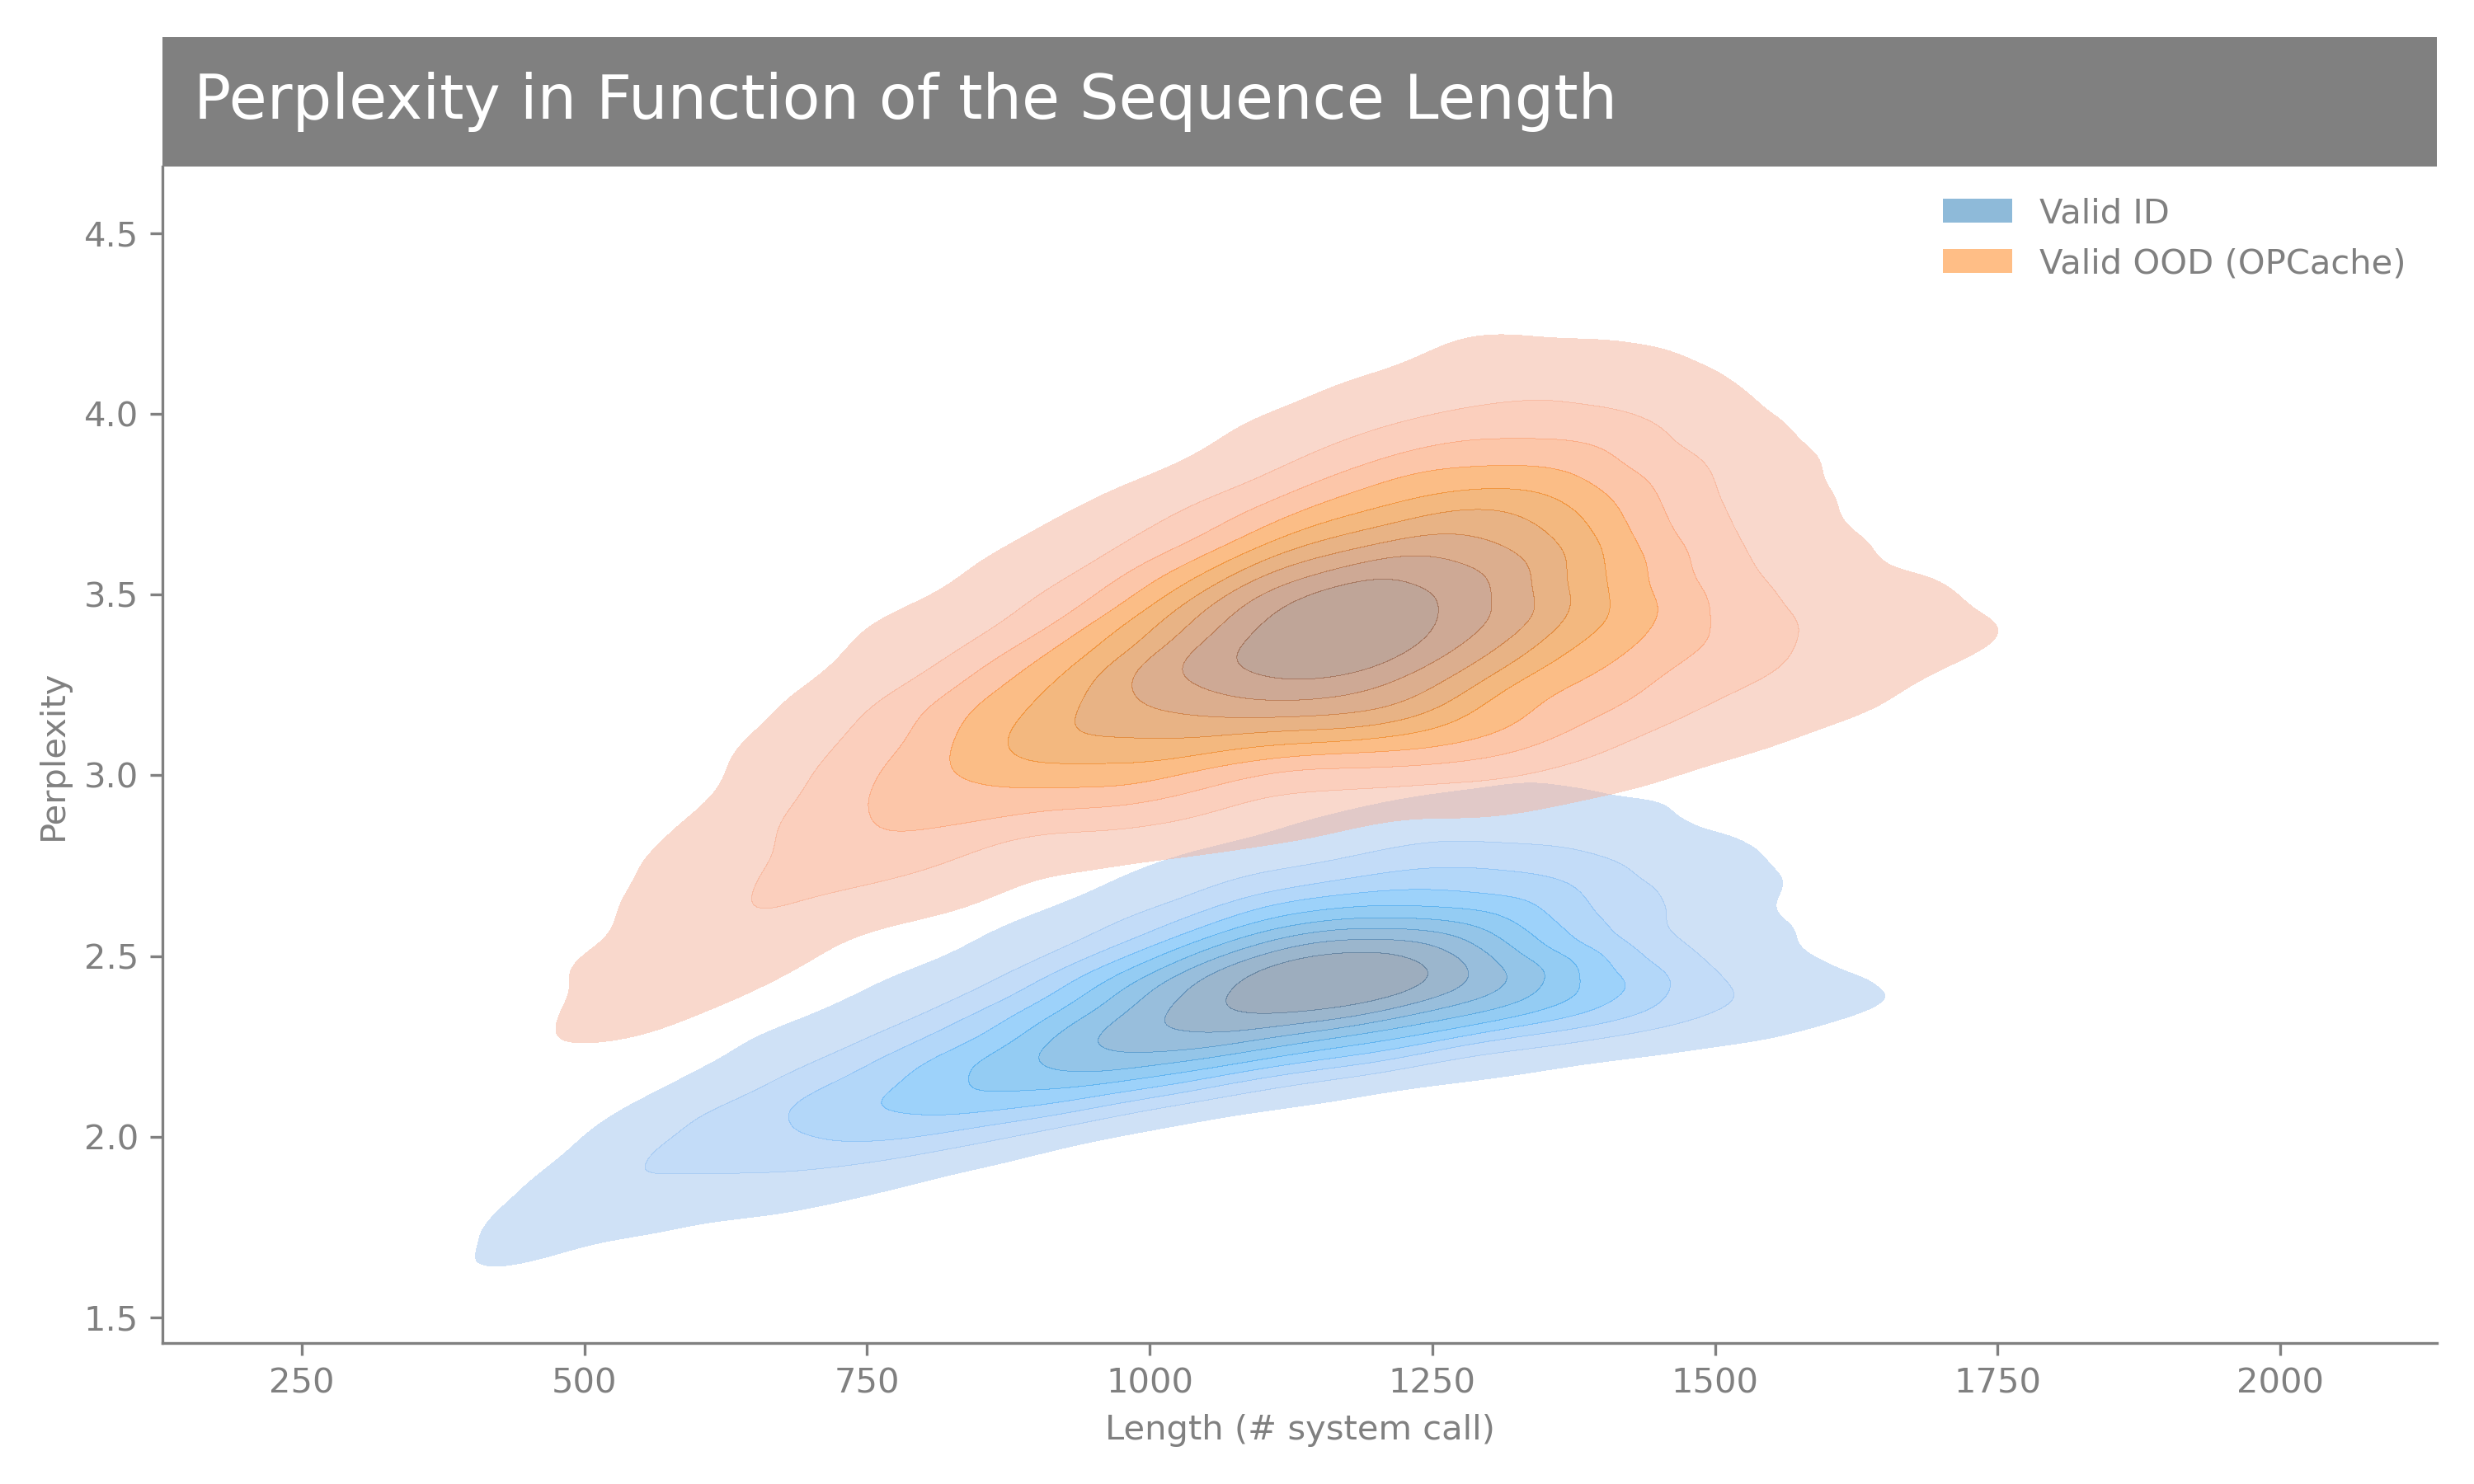 Perplexity in Function of the Sequence Length
Valid ID
Valid OOD (OPCache)
Perplexity
4.5
4.0
3.5
3.0
2.5
2.0
1.5
250 500 750 1000 1250 1500 1750 2000
Length (# system call)